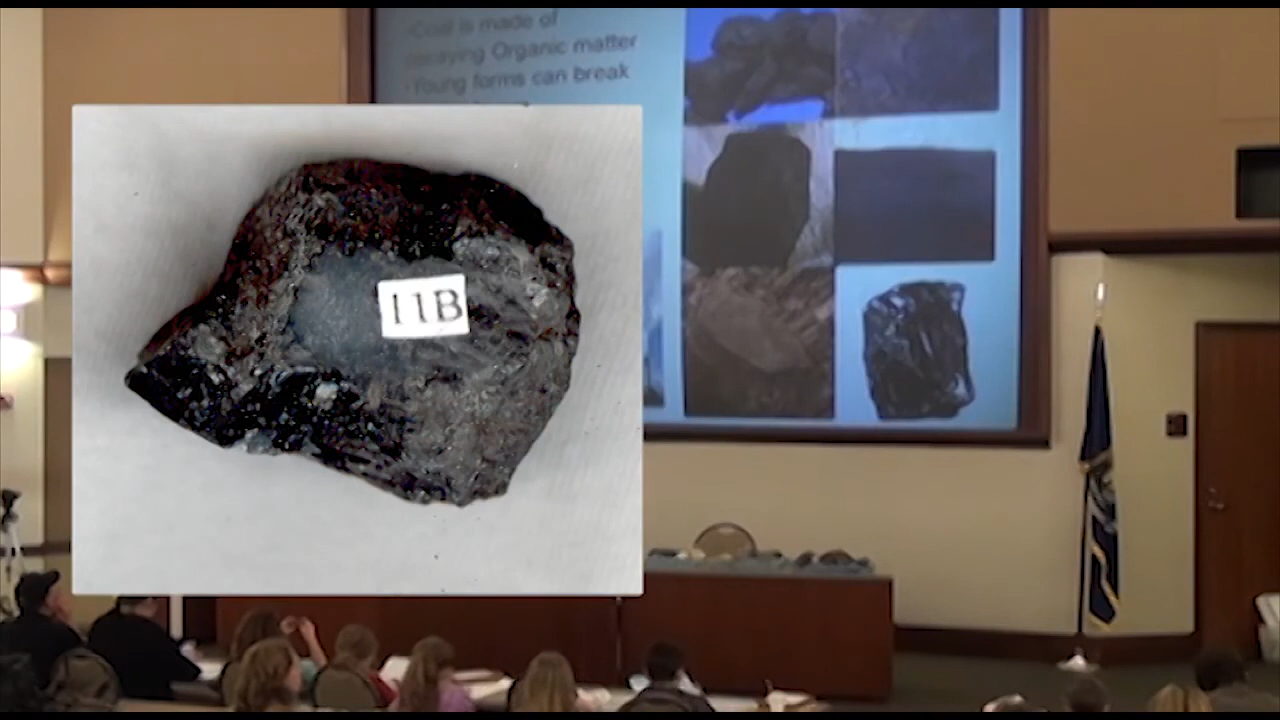 ·Coal is made of
decaying Organic matter
·Young forms can break
11B